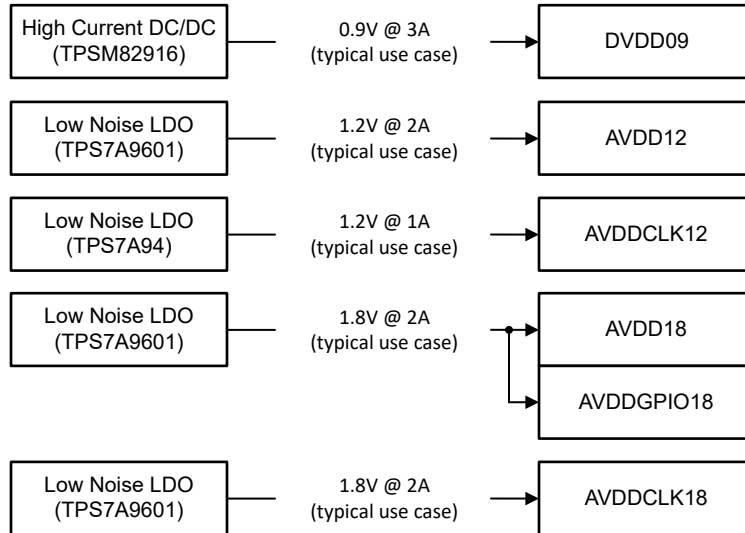 High Current DC/DC
(TPSM82916)
0.9V @ 3A
(typical use case)
DVDD09
Low Noise LDO
(TPS7A9601)
1.2V @ 2A
(typical use case)
AVDD12
Low Noise LDO
(TPS7A94)
1.2V @ 1A
(typical use case)
AVDDCLK12
Low Noise LDO
(TPS7A9601)
1.8V @ 2A
(typical use case)
AVDD18
AVDDGPIO18
Low Noise LDO
(TPS7A9601)
1.8V @ 2A
(typical use case)
AVDDCLK18